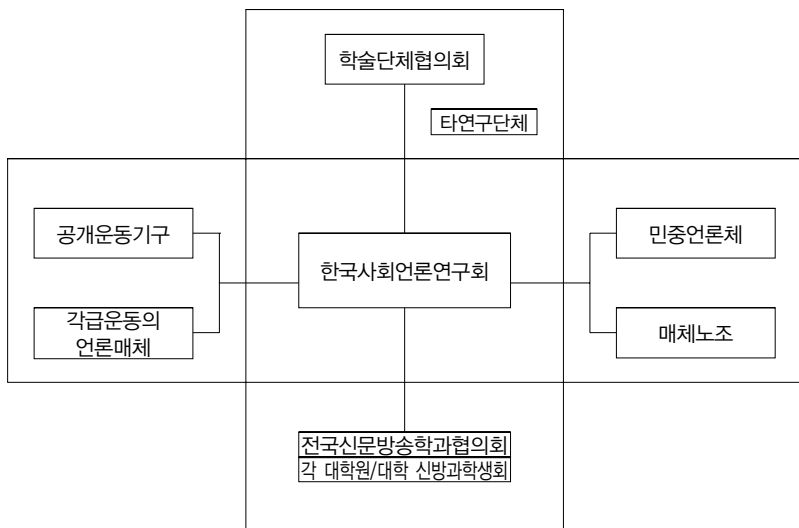 학술단체협의회
타연구단체
공개운동기구
민중언론체
한국사회언론연구회
각급운동의
언론매체
매체노조
전국신문방송학과협의회
각 대학원/대학 신방과학생회